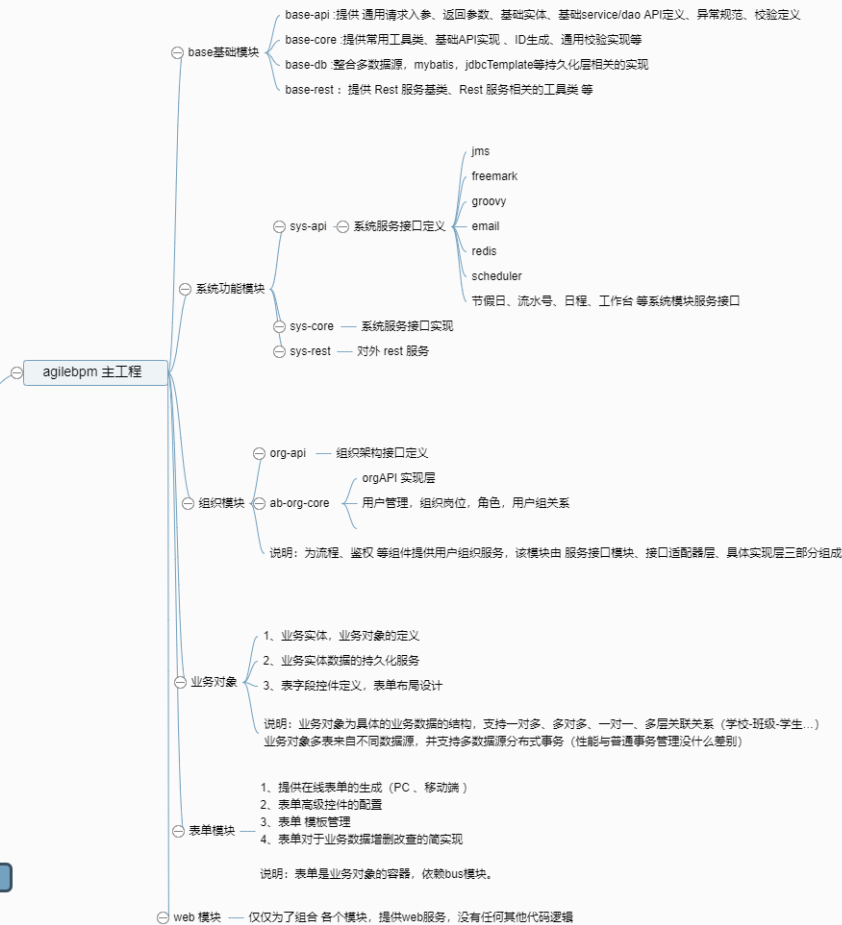 base-api :提供 通用请求入参、返回参数、基础实体、基础service/dao API定义、异常规范、校验定义
base基础模块
base-core :提供常用工具类、基础API实现 、ID生成、通用校验实现等
base-db :整合多数据源，mybatis，jdbcTemplate等持久化层相关的实现
base-rest ：提供 Rest 服务基类、Rest 服务相关的工具类 等
jms
freemark
groovy
sys-api
系统服务接口定义
email
redis
scheduler
系统功能模块
节假日、流水号、日程、工作台 等系统模块服务接口
sys-core
系统服务接口实现
sys-rest
对外 rest 服务
agilebpm 主工程
org-api
组织架构接口定义
orgAPI 实现层
组织模块
ab-org-core
用户管理，组织岗位，角色，用户组关系
说明：为流程、鉴权 等组件提供用户组织服务，该模块由 服务接口模块、接口适配器层、具体实现层三部分组成
1、业务实体，业务对象的定义
2、业务实体数据的持久化服务
业务对象
3、表字段控件定义，表单布局设计
说明：业务对象为具体的业务数据的结构，支持一对多、多对多、一对一、多层关联关系（学校-班级-学生...）
业务对象多表来自不同数据源，并支持多数据源分布式事务（性能与普通事务管理没什么差别）
1、提供在线表单的生成（PC 、移动端 ）
2、表单高级控件的配置
3、表单 模板管理
表单模块
4、表单对于业务数据增删改查的简实现
说明：表单是业务对象的容器，依赖bus模块。
web 模块
仅仅为了组合 各个模块，提供web服务，没有任何其他代码逻辑